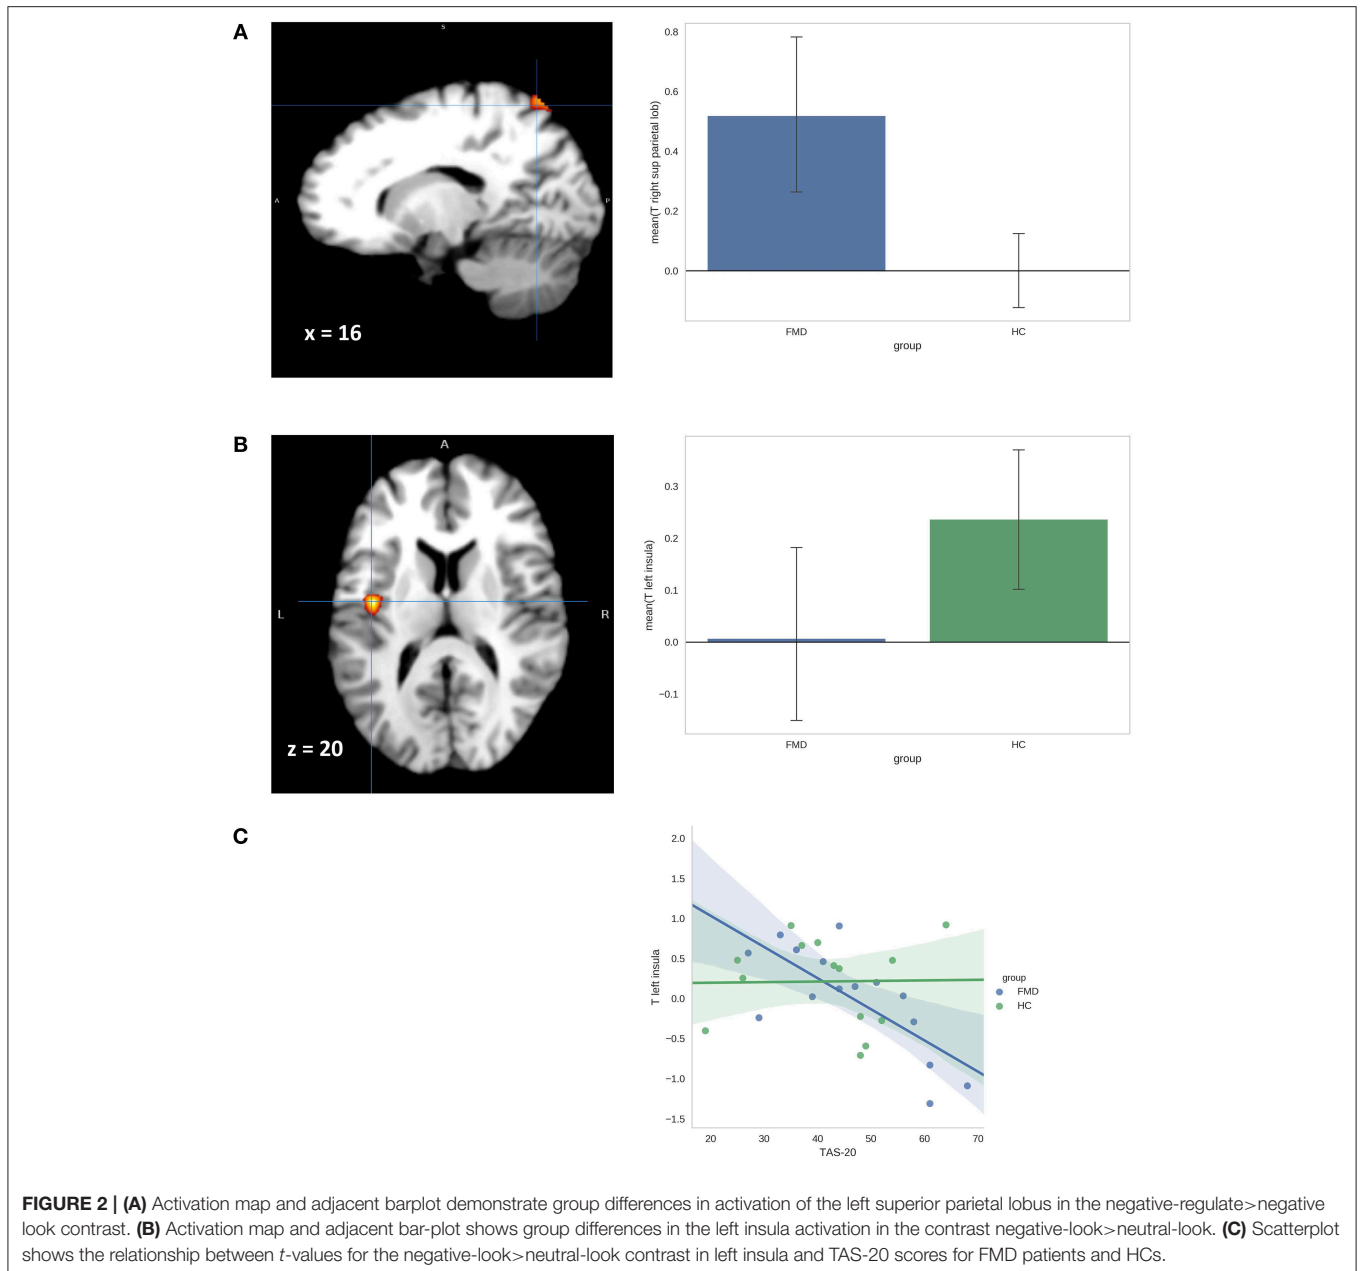 A
S
A
P
x = 16
0.8
0.6
0.4
0.2
0.0
mean(T right sup parietal lob)
FMD
HC
group
B
A
L
R
z = 20
0.3
0.2
0.1
0.0
−0.1
mean(T left insula)
FMD
HC
group
C
2.0
1.5
1.0
0.5
0.0
−0.5
−1.0
−1.5
T left insula
20 30 40 50 60 70
TAS-20
group
FMD
HC
FIGURE 2 | (A) Activation map and adjacent barplot demonstrate group differences in activation of the left superior parietal lobus in the negative-regulate>negative
look contrast. (B) Activation map and adjacent bar-plot shows group differences in the left insula activation in the contrast negative-look>neutral-look. (C) Scatterplot
shows the relationship between t-values for the negative-look>neutral-look contrast in left insula and TAS-20 scores for FMD patients and HCs.